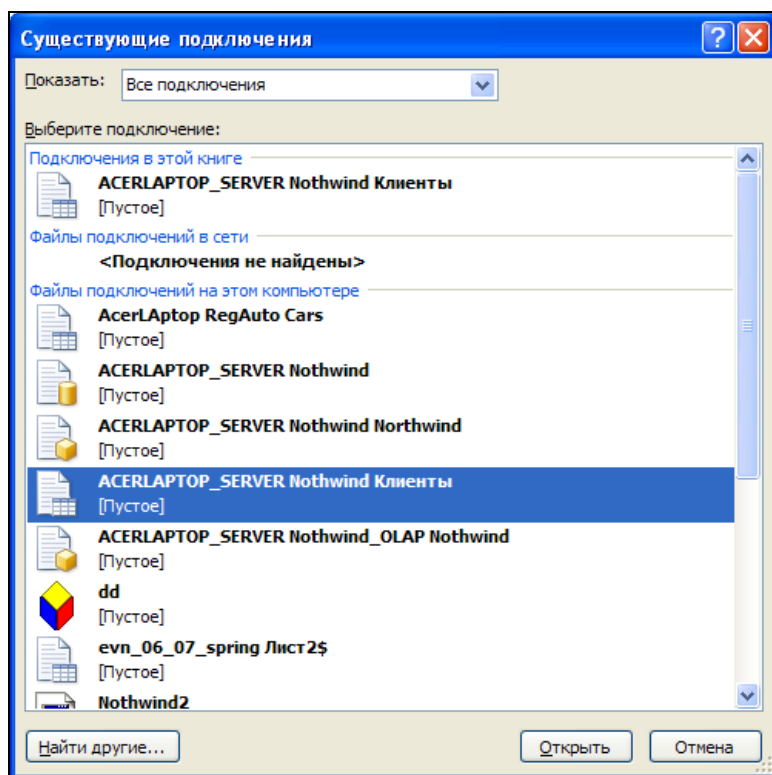 Существующие подключения
Показать: Все подключения
Выберите подключение:
Подключения в этой книге
ACERLAPTOP_SERVER Nothwind Клиенты
[Пустое]
Файлы подключений в сети
<Подключения не найдены>
Файлы подключений на этом компьютере
AcerLAptop RegAuto Cars
[Пустое]
ACERLAPTOP_SERVER Nothwind
[Пустое]
ACERLAPTOP_SERVER Nothwind Northwind
[Пустое]
ACERLAPTOP_SERVER Nothwind Клиенты
[Пустое]
ACERLAPTOP_SERVER Nothwind_OLAP Nothwind
[Пустое]
dd
[Пустое]
evn_06_07_spring Лист2$
[Пустое]
Nothwind2
Найти другие... Открыть Отмена